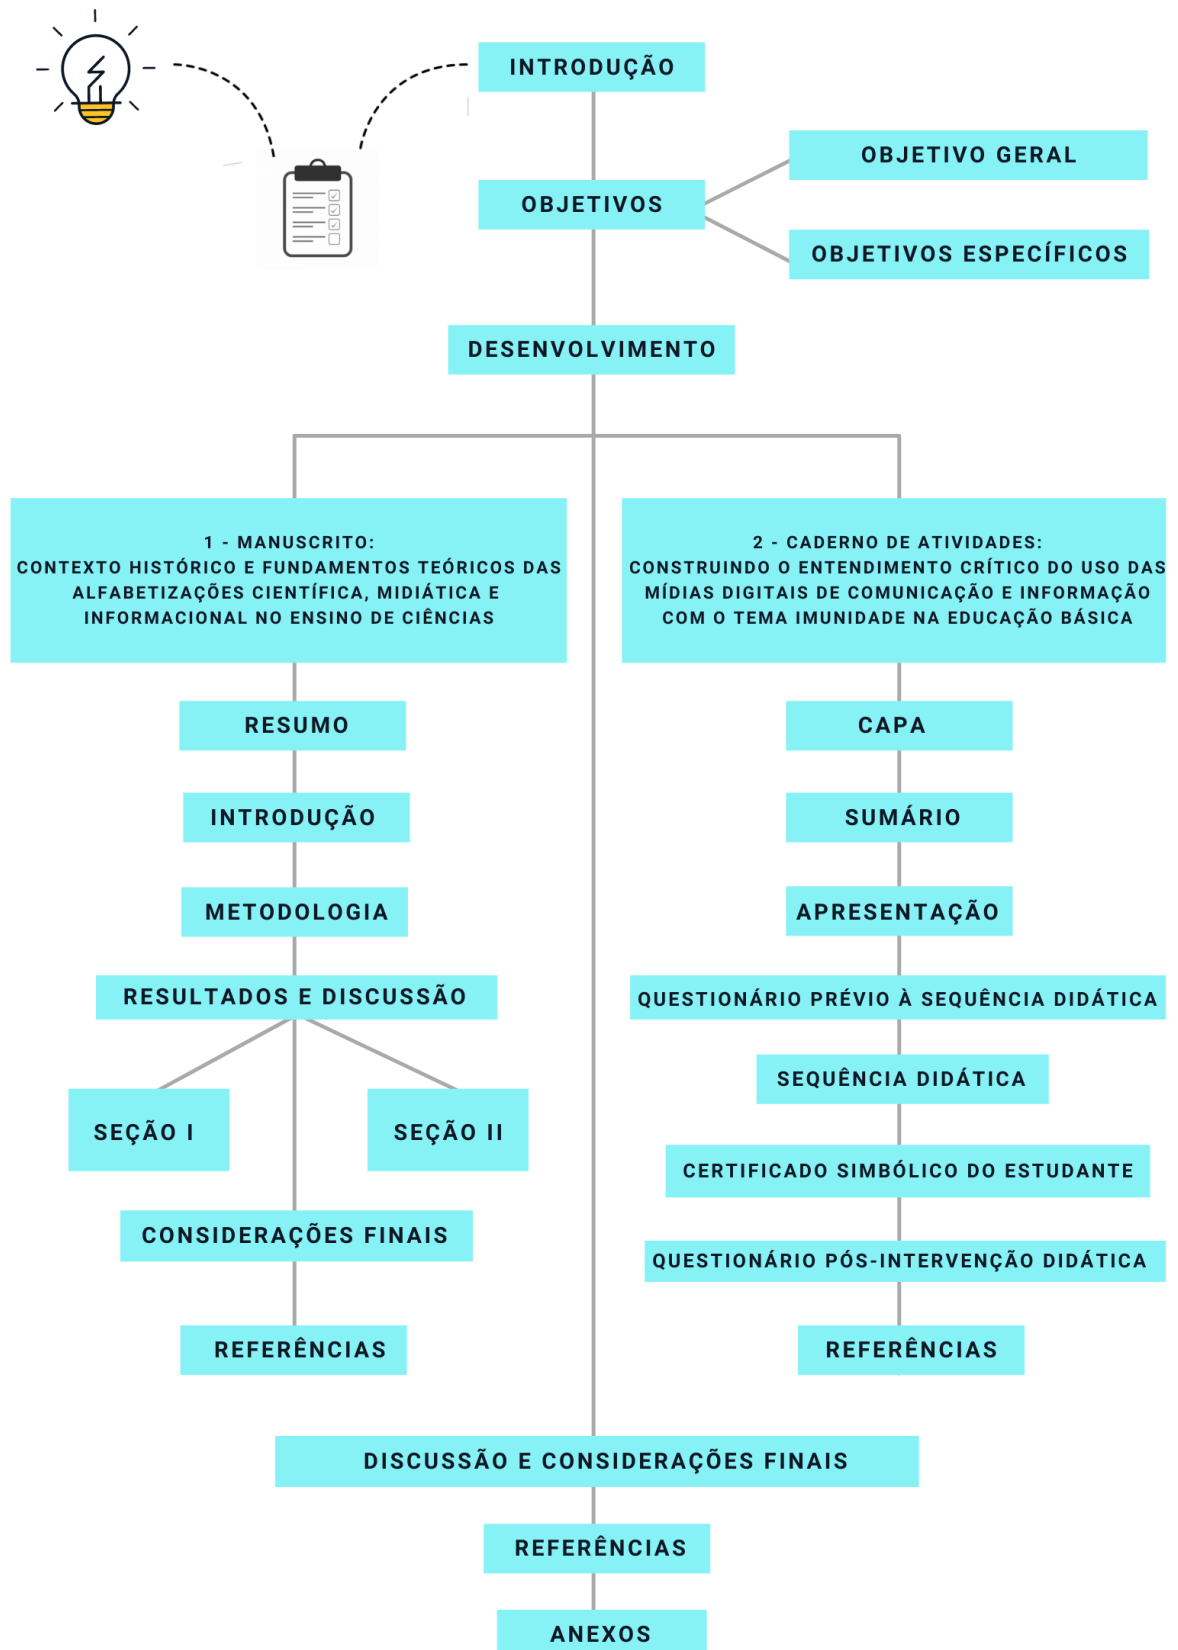 INTRODUÇÃO
OBJETIVO GERAL
OBJETIVOS
OBJETIVOS ESPECÍFICOS
DESENVOLVIMENTO
1 - MANUSCRITO:
CONTEXTO HISTÓRICO E FUNDAMENTOS TEÓRICOS DAS
ALFABETIZAÇÕES CIENTÍFICA, MIDIÁTICA E
INFORMACIONAL NO ENSINO DE CIÊNCIAS
RESUMO
INTRODUÇÃO
METODOLOGIA
RESULTADOS E DISCUSSÃO
SEÇÃO I
SEÇÃO II
CONSIDERAÇÕES FINAIS
REFERÊNCIAS
2 - CADERNO DE ATIVIDADES:
CONSTRUINDO O ENTENDIMENTO CRÍTICO DO USO DAS
MÍDIAS DIGITAIS DE COMUNICAÇÃO E INFORMAÇÃO
COM O TEMA IMUNIDADE NA EDUCAÇÃO BÁSICA
CAPA
SUMÁRIO
APRESENTAÇÃO
QUESTIONÁRIO PRÉVIO À SEQUÊNCIA DIDÁTICA
SEQUÊNCIA DIDÁTICA
CERTIFICADO SIMBÓLICO DO ESTUDANTE
QUESTIONÁRIO PÓS-INTERVENÇÃO DIDÁTICA
REFERÊNCIAS
DISCUSSÃO E CONSIDERAÇÕES FINAIS
REFERÊNCIAS
ANEXOS